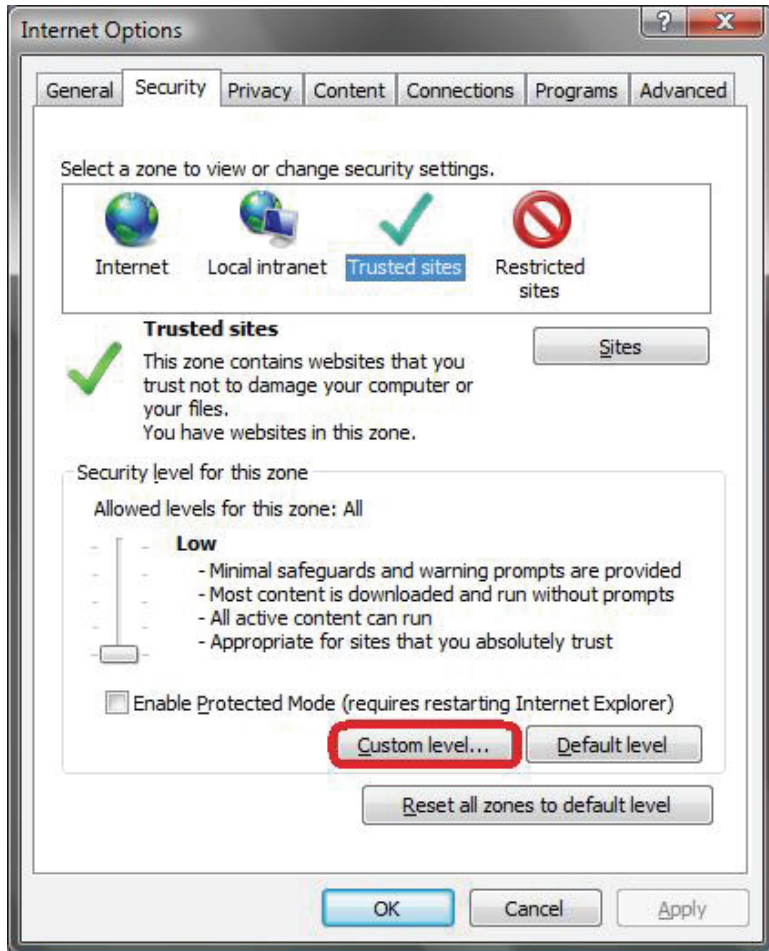 Internet Options
?
X
General Security Privacy Content Connections Programs Advanced
Select a zone to view or change security settings.
Internet Local intranet Trusted sites Restricted
sites
Trusted sites
This zone contains websites that you
trust not to damage your computer or
your files.
You have websites in this zone.
Sites
Security level for this zone
Allowed levels for this zone: All
Low
- Minimal safeguards and warning prompts are provided
- Most content is downloaded and run without prompts
- All active content can run
- Appropriate for sites that you absolutely trust
Enable Protected Mode (requires restarting Internet Explorer)
Custom level... Default level
Reset all zones to default level
OK Cancel Apply